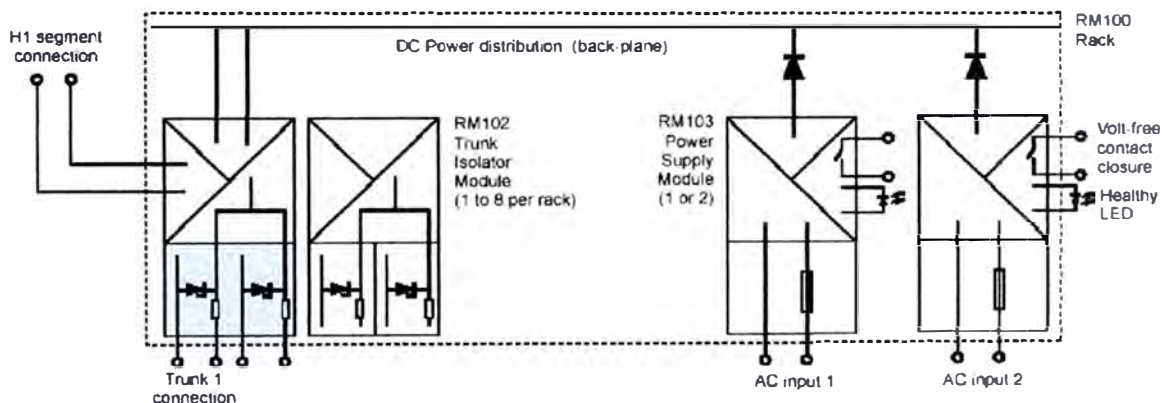 H1 segment
connection
DC Power distribution (back-plane)
RM100
Rack
RM102
Trunk
Isolator
Module
(1 to 8 per rack)
RM103
Power
Supply
Module
(1 or 2)
Volt-free
contact
closure
Healthy
LED
Trunk 1
connection
AC input 1
AC input 2